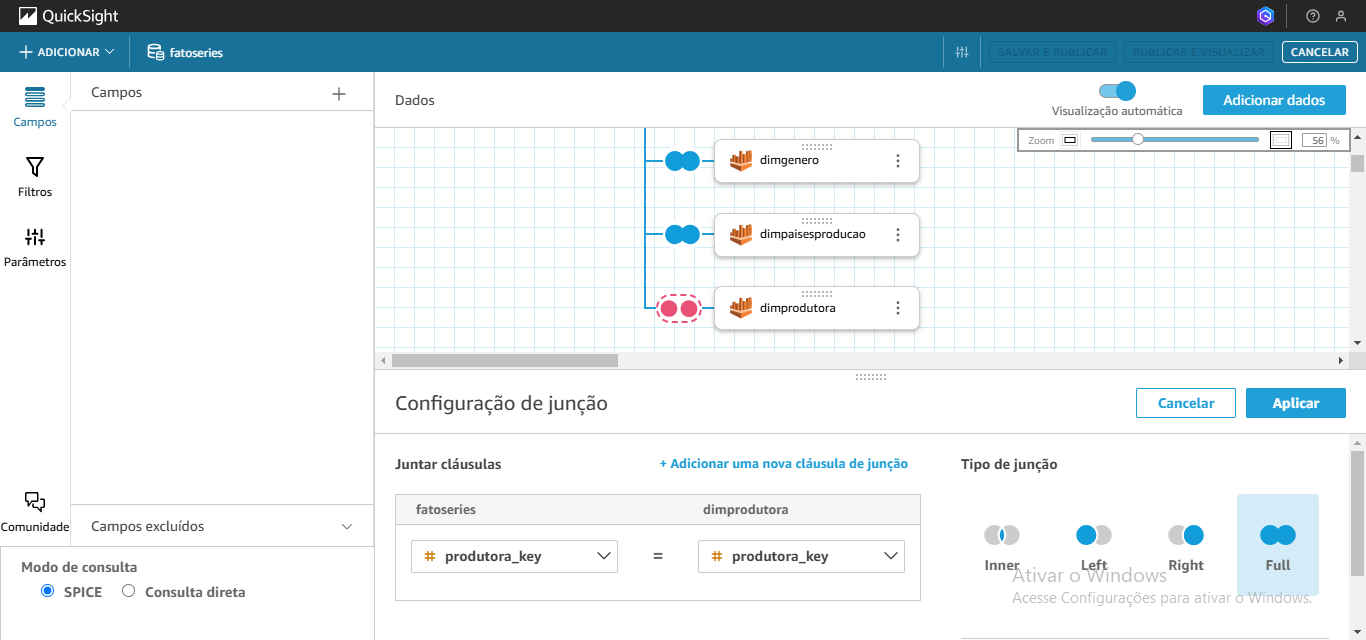 QuickSight
ADICIONAR
fatoseries
SALVAR E PUBLICAR
PUBLICAR E VISUALIZAR
CANCELAR
Campos
Filtros
Parâmetros
Comunidade
Campos
Campos excluídos
Modo de consulta
SPICE
Consulta direta
Dados
Visualização automática
Adicionar dados
Zoom
56 %
dimgenero
dimpaisesproducao
dimprodutora
Configuração de junção
Cancelar
Aplicar
Juntar cláusulas
+ Adicionar uma nova cláusula de junção
fatoseries
dimprodutora
# produtora_key
=
# produtora_key
Tipo de junção
Inner
Left
Right
Full
Ativar o Windows
Acesse Configurações para ativar o Windows.